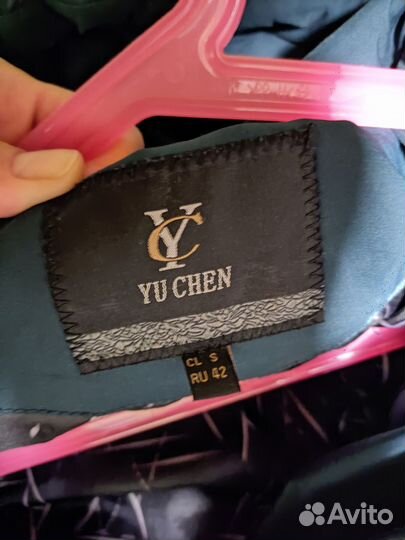 YC
YU CHEN
CL S
RU 42
Avito